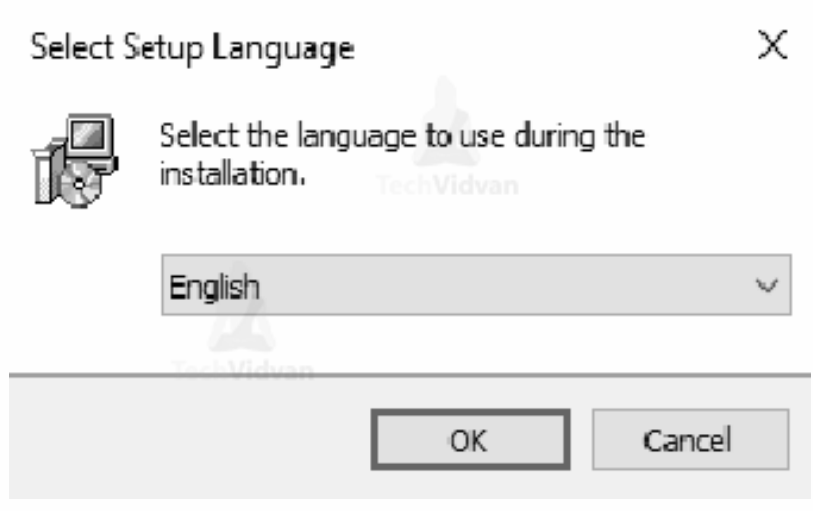 Select Setup Language
Select the language to use during the
installation.
TechVidvan
English
TechVidvan
OK
Cancel